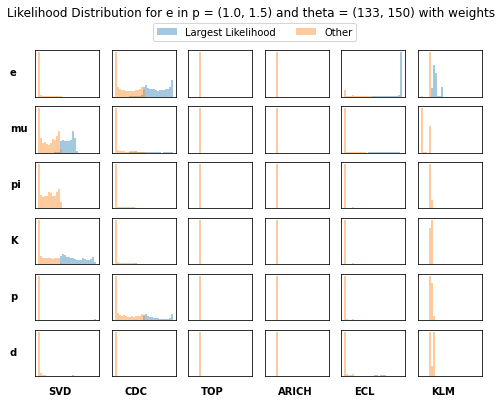 Likelihood Distribution for e in p = (1.0, 1.5) and theta = (133, 150) with weights
Largest Likelihood Other
e
mu
pi
K
p
d
SVD CDC TOP ARICH ECL KLM